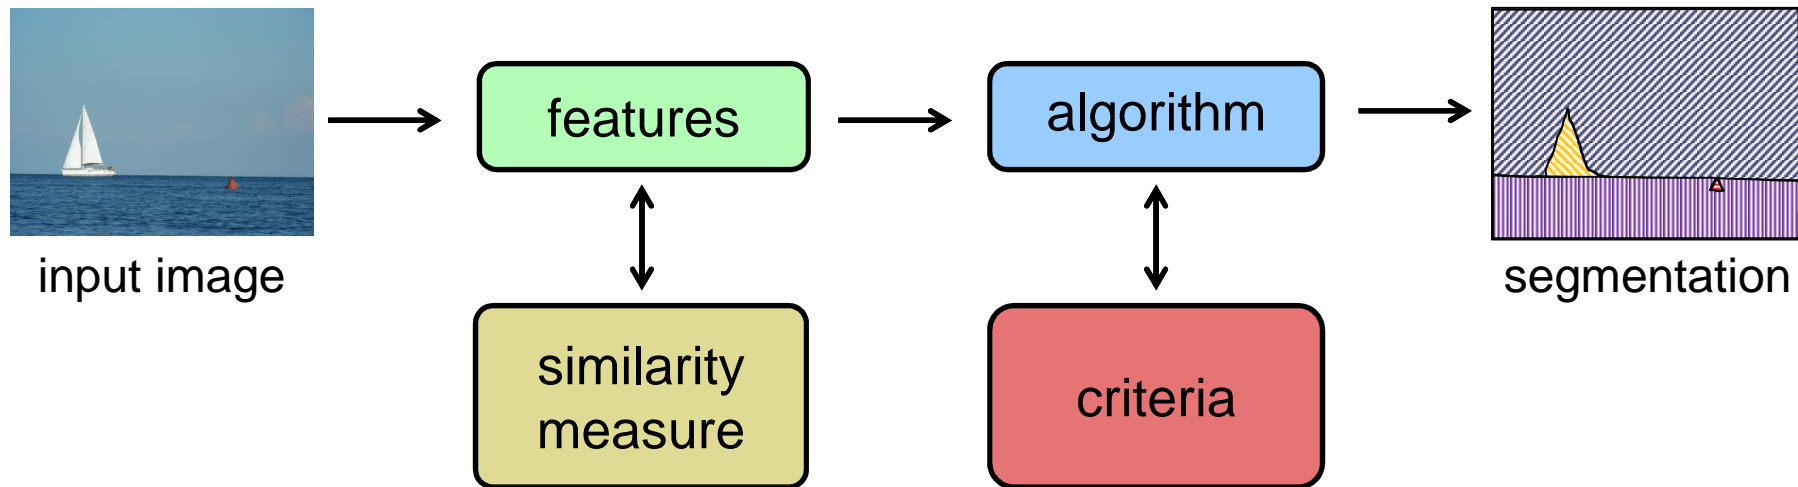 features
algorithm
input image
segmentation
similarity
measure
criteria